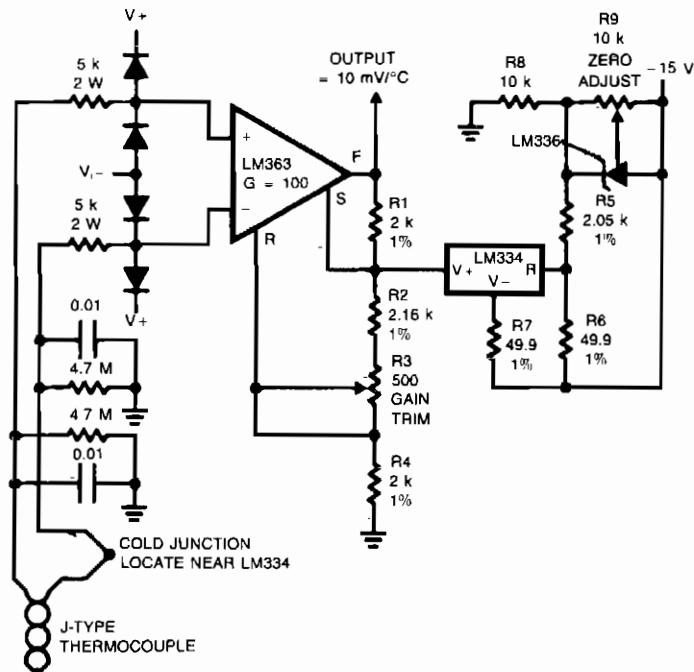 V+
5 k
2 W
V,-
5 k
2 W
V+
0.01
4.7 M
4.7 M
0.01
COLD JUNCTION
LOCATE NEAR LM334
J-TYPE
THERMOCOUPLE
+
LM363
G = 100
−
F
S
R
OUTPUT
= 10 mV/°C
R1
2 k
1%
R2
2.16 k
1%
R3
500
GAIN
TRIM
R4
2 k
1%
LM334
V+
V−
R
R7
49.9
1%
R8
10 k
R9
10 k
ZERO
ADJUST
−15 V
LM336
R5
2.05 k
1%
R6
49.9
1%